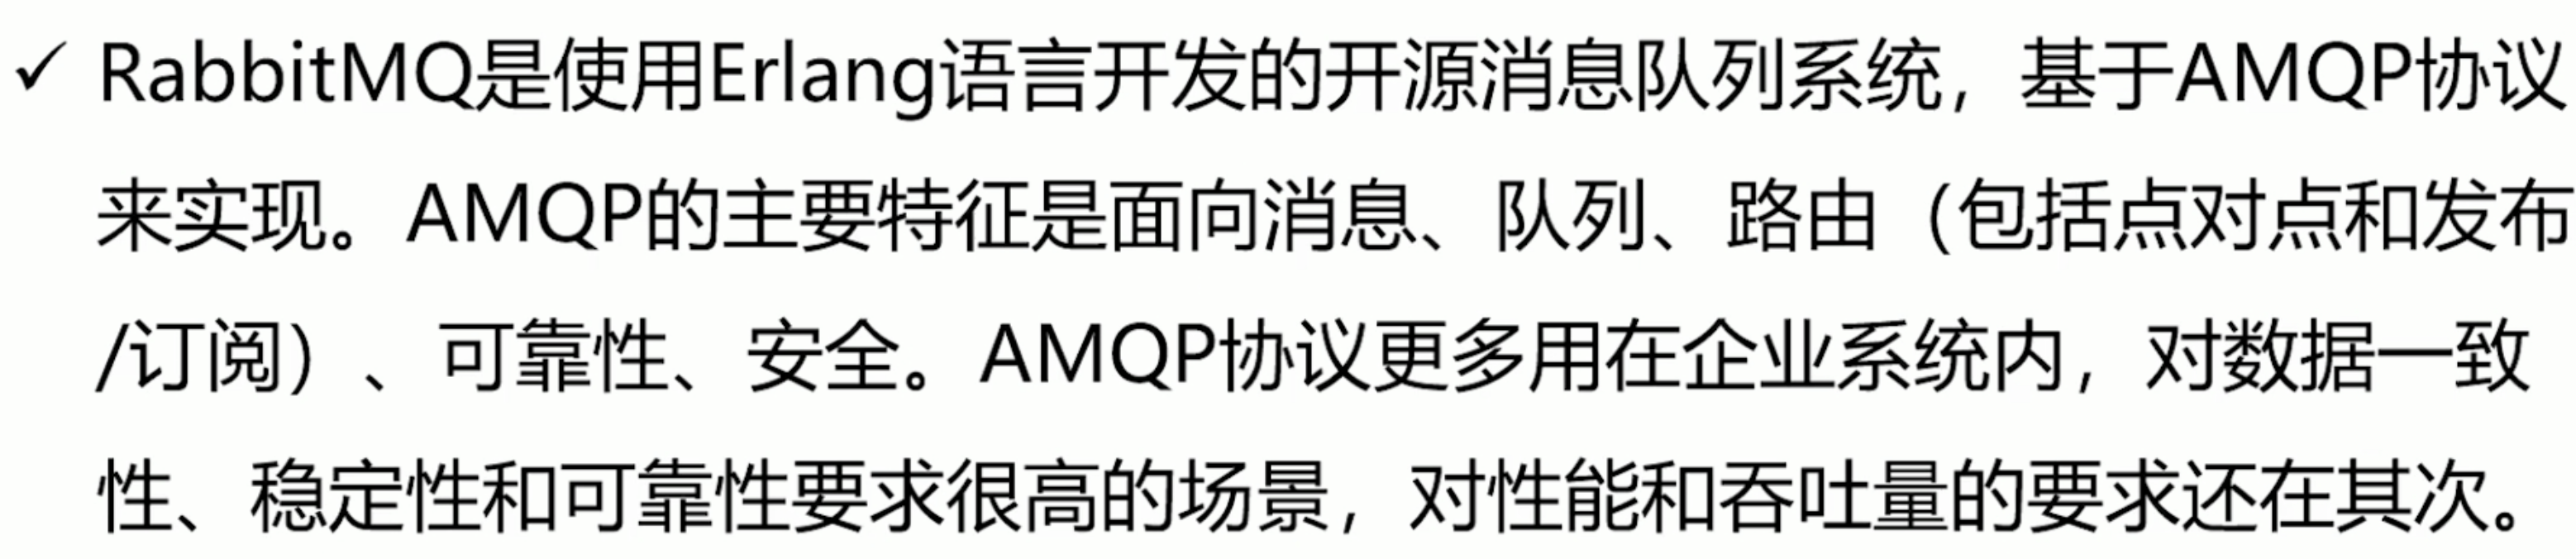 ✓ RabbitMQ是使用Erlang语言开发的开源消息队列系统，基于AMQP协议
来实现。AMQP的主要特征是面向消息、队列、路由（包括点对点和发布
/订阅）、可靠性、安全。AMQP协议更多用在企业系统内，对数据一致
性、稳定性和可靠性要求很高的场景，对性能和吞吐量的要求还在其次。